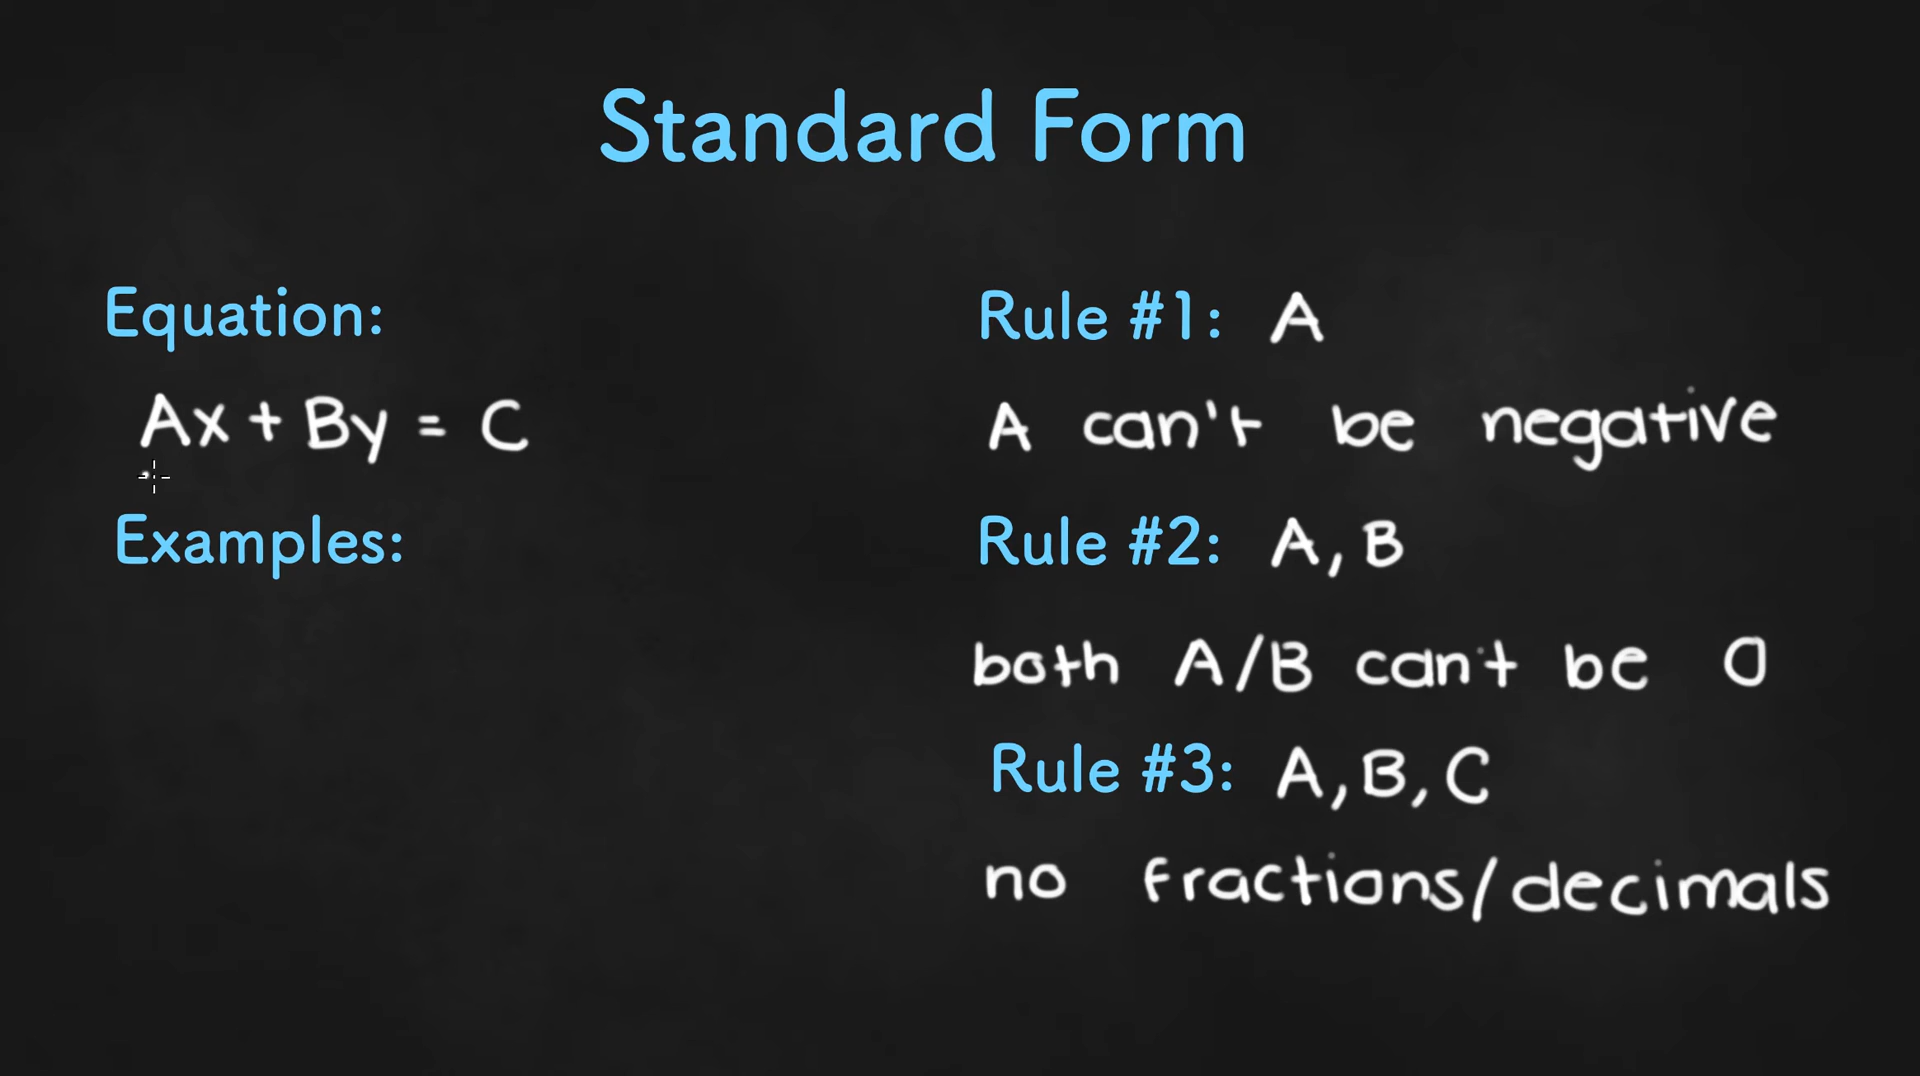 Standard Form
Equation:
Ax + By = C
Examples:
Rule #1: A
A can't be negative
Rule #2: A, B
both A/B can't be 0
Rule #3: A, B, C
no fractions/decimals